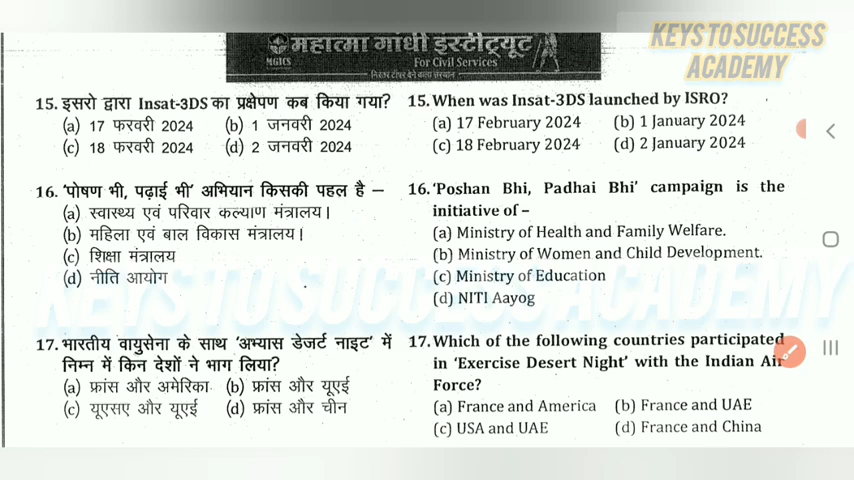 KEYS TO SUCCESS
ACADEMY
महात्मा गांधी इंस्टीट्यूट
MGICS
For Civil Services
15. इसरो द्वारा Insat-3DS का प्रक्षेपण कब किया गया?
(a) 17 फरवरी 2024 (b) 1 जनवरी 2024
(c) 18 फरवरी 2024 (d) 2 जनवरी 2024
16. 'पोषण भी, पढ़ाई भी' अभियान किसकी पहल है –
(a) स्वास्थ्य एवं परिवार कल्याण मंत्रालय।
(b) महिला एवं बाल विकास मंत्रालय।
(c) शिक्षा मंत्रालय
(d) नीति आयोग
17. भारतीय वायुसेना के साथ 'अभ्यास डेजर्ट नाइट' में
निम्न में किन देशों ने भाग लिया?
(a) फ्रांस और अमेरिका (b) फ्रांस और यूएई
(c) यूएसए और यूएई (d) फ्रांस और चीन
15. When was Insat-3DS launched by ISRO?
(a) 17 February 2024 (b) 1 January 2024
(c) 18 February 2024 (d) 2 January 2024
16. 'Poshan Bhi, Padhai Bhi' campaign is the
initiative of –
(a) Ministry of Health and Family Welfare.
(b) Ministry of Women and Child Development.
(c) Ministry of Education
(d) NITI Aayog
17. Which of the following countries participated
in 'Exercise Desert Night' with the Indian Air
Force?
(a) France and America (b) France and UAE
(c) USA and UAE (d) France and China
KEYS TO SUCCESS ACADEMY